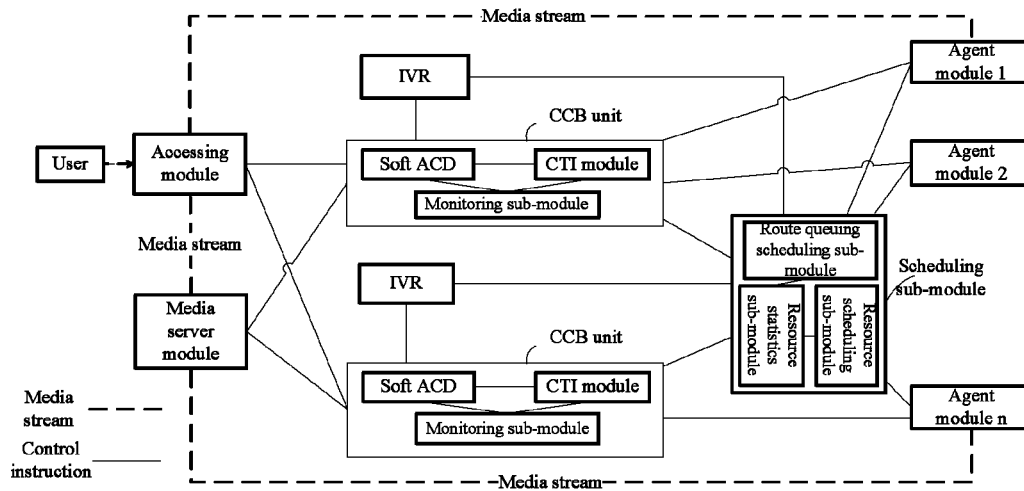 Media stream
Agent
module 1
IVR
CCB unit
User
Accessing
module
Soft ACD
CTI module
Monitoring sub-module
Agent
module 2
Media stream
Route queuing
scheduling sub-
module
Scheduling
sub-module
IVR
Media
server
module
Resource
statistics
sub-module
Resource
scheduling
sub-module
CCB unit
Soft ACD
CTI module
Monitoring sub-module
Agent
module n
Media
stream
Control
instruction
Media stream